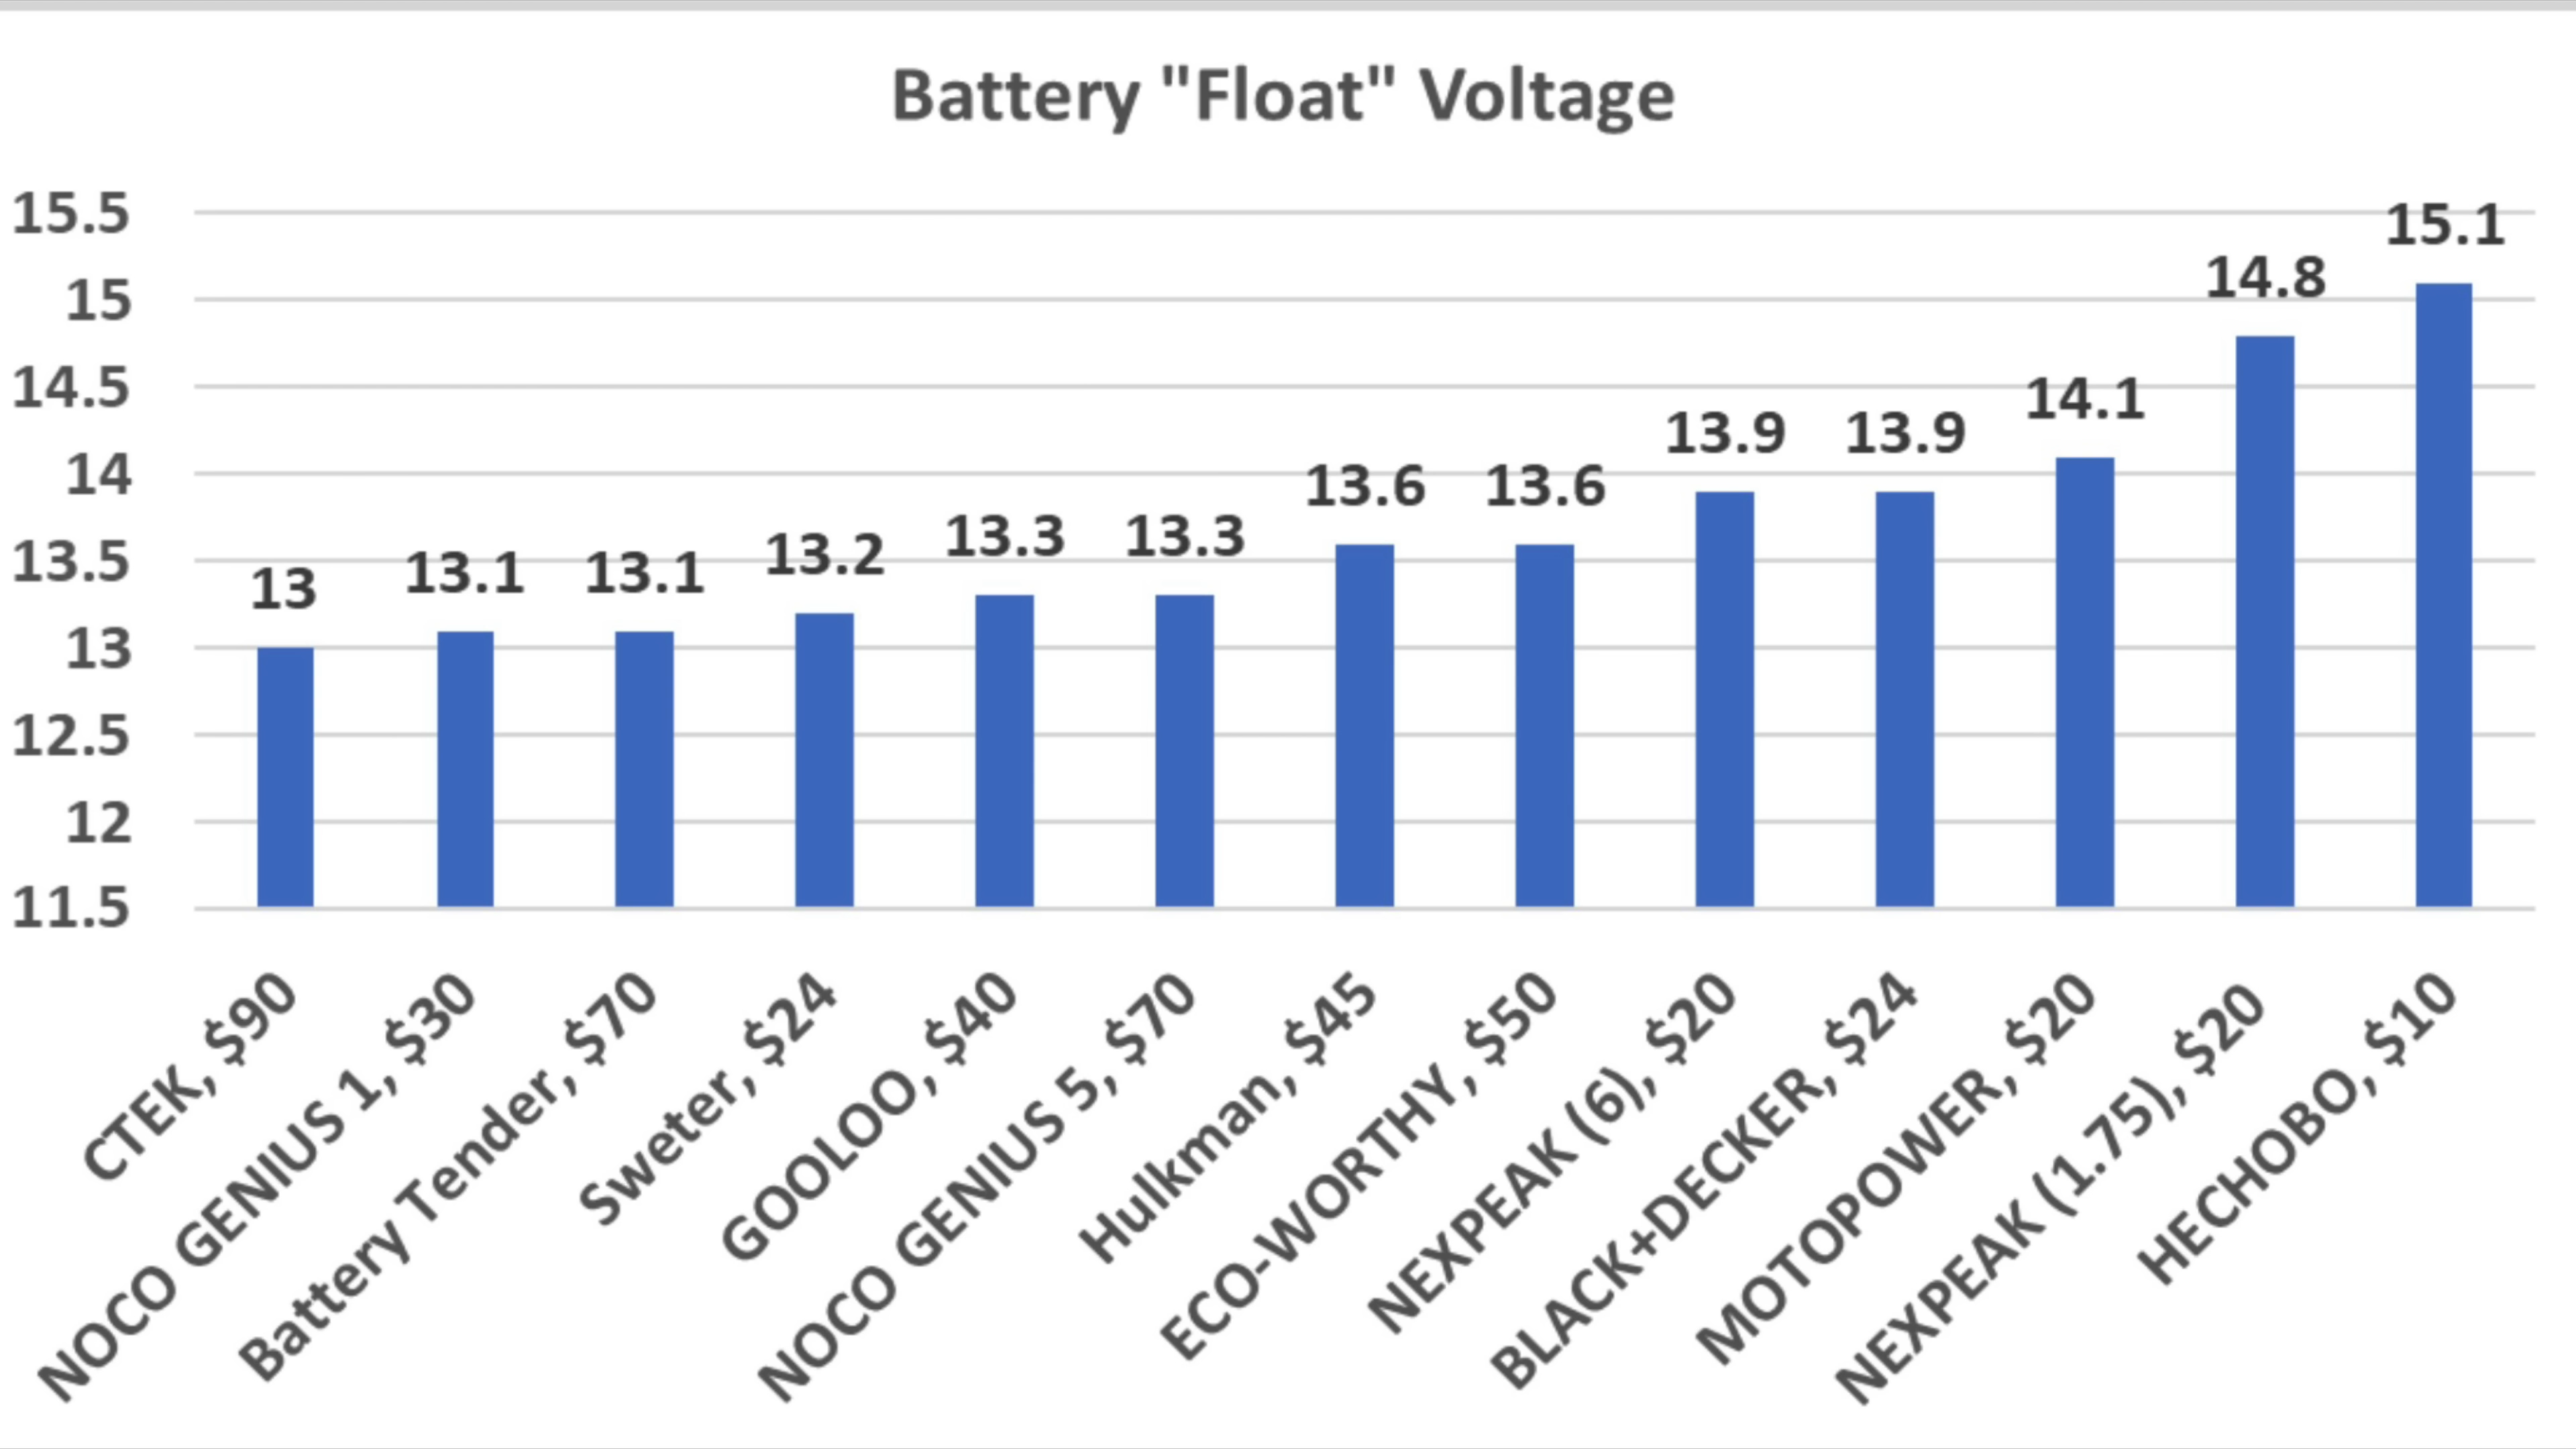 Battery "Float" Voltage
15.5
15
14.5
14
13.5
13
12.5
12
11.5
13
13.1
13.1
13.2
13.3
13.3
13.6
13.6
13.9
13.9
14.1
14.8
15.1
CTEK, $90
NOCO GENIUS 1, $30
Battery Tender, $70
Sweter, $24
GOOLOO, $40
NOCO GENIUS 5, $70
Hulkman, $45
ECO-WORTHY, $50
NEXPEAK (6), $20
BLACK+DECKER, $24
MOTOPOWER, $20
NEXPEAK (1.75), $20
HECHOBO, $10